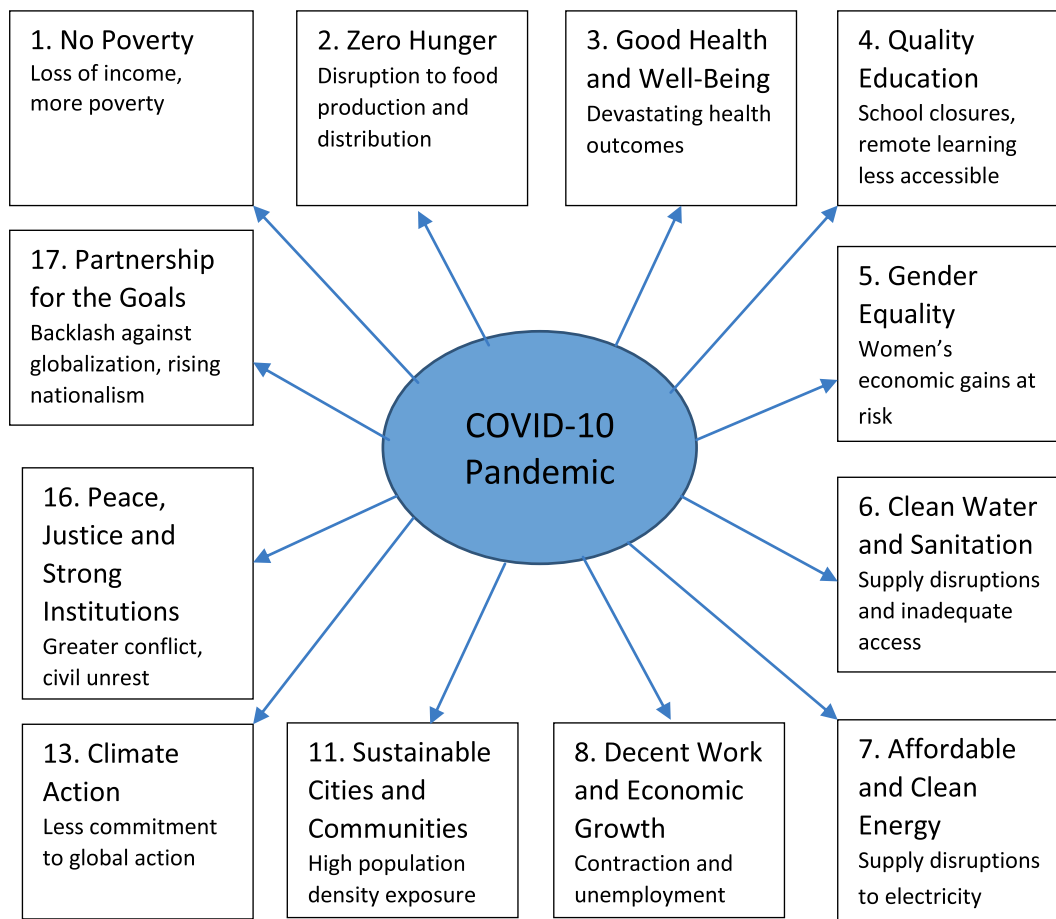 1. No Poverty
Loss of income,
more poverty
2. Zero Hunger
Disruption to food
production and
distribution
3. Good Health
and Well-Being
Devastating health
outcomes
4. Quality
Education
School closures,
remote learning
less accessible
17. Partnership
for the Goals
Backlash against
globalization, rising
nationalism
5. Gender
Equality
Women’s
economic gains at
risk
COVID-10
Pandemic
16. Peace,
Justice and
Strong
Institutions
Greater conflict,
civil unrest
6. Clean Water
and Sanitation
Supply disruptions
and inadequate
access
13. Climate
Action
Less commitment
to global action
11. Sustainable
Cities and
Communities
High population
density exposure
8. Decent Work
and Economic
Growth
Contraction and
unemployment
7. Affordable
and Clean
Energy
Supply disruptions
to electricity